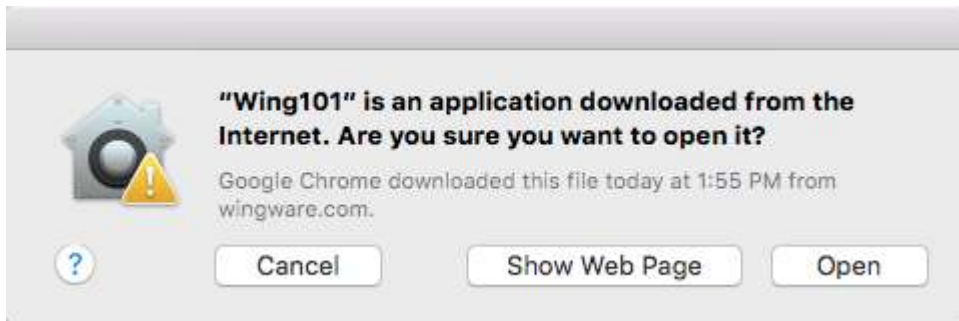 “Wing101” is an application downloaded from the
Internet. Are you sure you want to open it?
Google Chrome downloaded this file today at 1:55 PM from
wingware.com.
? Cancel Show Web Page Open